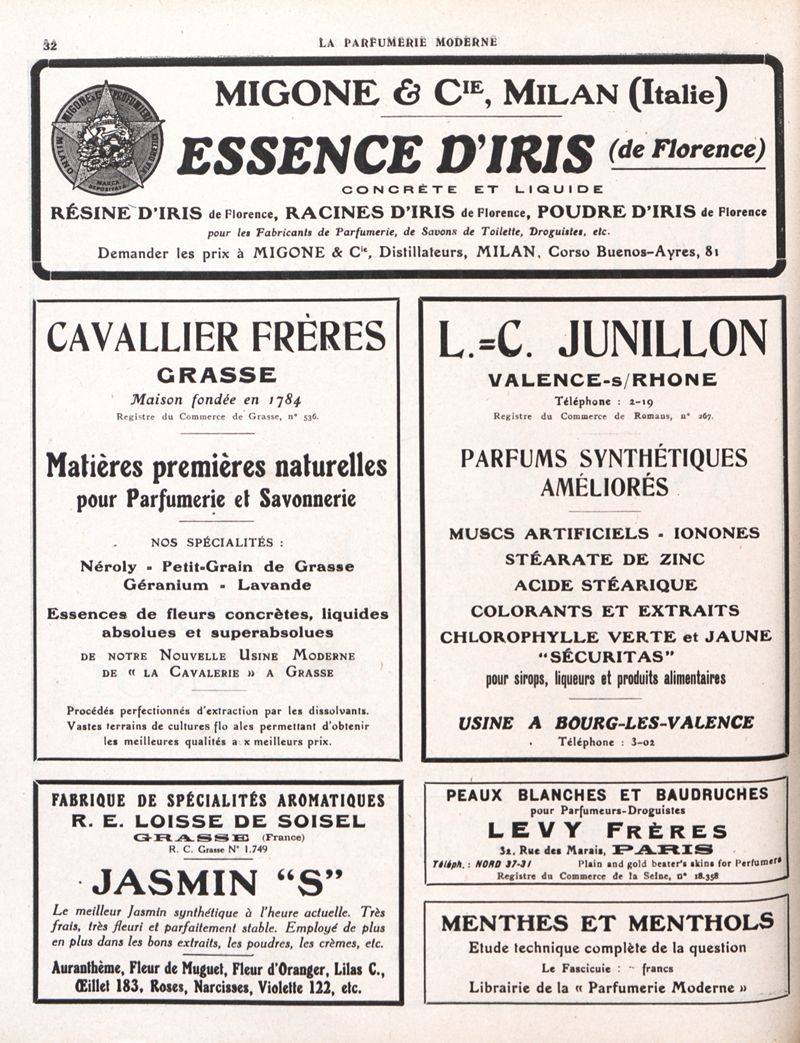 32
LA PARFUMERIE MODERNE
MIGONE & C.
MILANO
MARCA DEPOSITATA
MIGONE & CIE, MILAN (Italie)
ESSENCE D'IRIS (de Florence)
CONCRÈTE ET LIQUIDE
RÉSINE D'IRIS de Florence, RACINES D'IRIS de Florence, POUDRE D'IRIS de Florence
pour les Fabricants de Parfumerie, de Savons de Toilette, Droguistes, etc.
Demander les prix à MIGONE & Cie, Distillateurs, MILAN, Corso Buenos-Ayres, 81
CAVALLIER FRÈRES
GRASSE
Maison fondée en 1784
Registre du Commerce de Grasse, n° 536.
Matières premières naturelles
pour Parfumerie et Savonnerie
NOS SPÉCIALITÉS :
Néroly - Petit-Grain de Grasse
Géranium - Lavande
Essences de fleurs concrètes, liquides
absolues et superabsolues
DE NOTRE NOUVELLE USINE MODERNE
DE « LA CAVALERIE » A GRASSE
Procédés perfectionnés d'extraction par les dissolvants.
Vastes terrains de cultures flo ales permettant d'obtenir
les meilleures qualités a x meilleurs prix.
L.=C. JUNILLON
VALENCE-s/RHONE
Téléphone : 2-19
Registre du Commerce de Romans, n° 267.
PARFUMS SYNTHÉTIQUES
AMÉLIORÉS
MUSCS ARTIFICIELS - IONONES
STÉARATE DE ZINC
ACIDE STÉARIQUE
COLORANTS ET EXTRAITS
CHLOROPHYLLE VERTE et JAUNE
"SÉCURITAS"
pour sirops, liqueurs et produits alimentaires
USINE A BOURG-LES-VALENCE
Téléphone : 3-02
FABRIQUE DE SPÉCIALITÉS AROMATIQUES
R. E. LOISSE DE SOISEL
GRASSE (France)
R. C. Grasse N° 1.749
JASMIN "S"
Le meilleur Jasmin synthétique à l'heure actuelle. Très
frais, très fleuri et parfaitement stable. Employé de plus
en plus dans les bons extraits, les poudres, les crèmes, etc.
Auranthème, Fleur de Muguet, Fleur d'Oranger, Lilas C.,
Œillet 183, Roses, Narcisses, Violette 122, etc.
PEAUX BLANCHES ET BAUDRUCHES
pour Parfumeurs-Droguistes
LEVY FRÈRES
32, Rue des Marais, PARIS
Téléph. : NORD 37-31 Plain and gold beater's skins for Perfumers
Registre du Commerce de la Seine, n° 18.358
MENTHES ET MENTHOLS
Etude technique complète de la question
Le Fascicuie : francs
Librairie de la « Parfumerie Moderne »